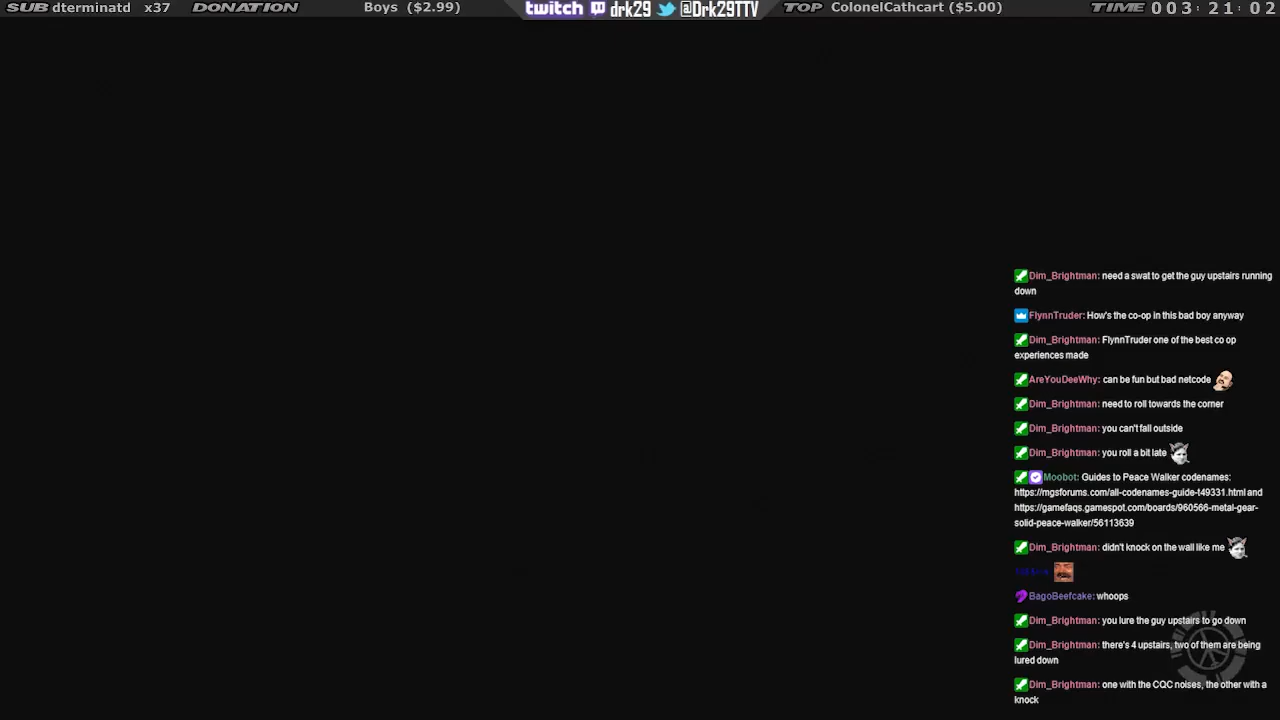 SUB dterminatd x37 DONATION Boys ($2.99) twitch drk29 @Drk29TTV TOP ColonelCathcart ($5.00) TIME 003:21:02
Dim_Brightman: need a swat to get the guy upstairs running
down
FlynnTruder: How's the co-op in this bad boy anyway
Dim_Brightman: FlynnTruder one of the best co op
experiences made
AreYouDeeWhy: can be fun but bad netcode
Dim_Brightman: need to roll towards the corner
Dim_Brightman: you can't fall outside
Dim_Brightman: you roll a bit late
Moobot: Guides to Peace Walker codenames:
https://mgsforums.com/all-codenames-guide-t49331.html and
https://gamefaqs.gamespot.com/boards/960566-metal-gear-
solid-peace-walker/56113639
Dim_Brightman: didn't knock on the wall like me
BagoBeefcake: whoops
Dim_Brightman: you lure the guy upstairs to go down
Dim_Brightman: there's 4 upstairs, two of them are being
lured down
Dim_Brightman: one with the CQC noises, the other with a
knock